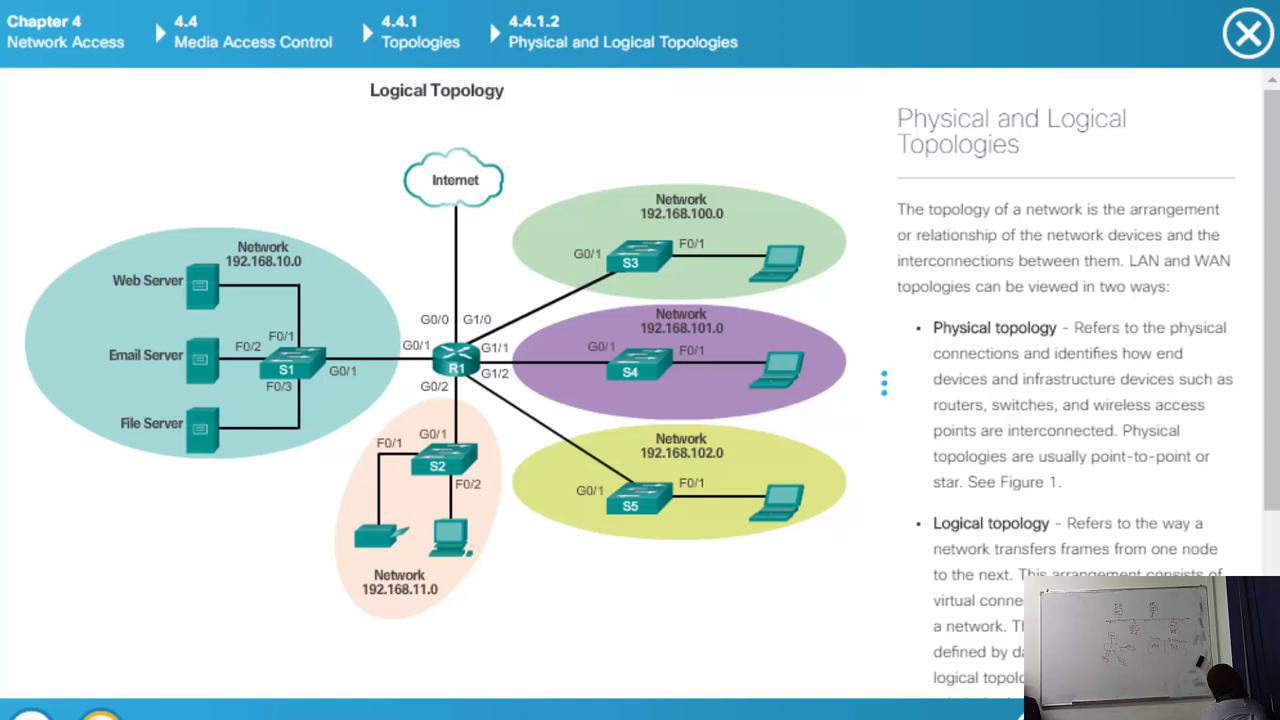 Chapter 4
Network Access
4.4
Media Access Control
4.4.1
Topologies
4.4.1.2
Physical and Logical Topologies
Logical Topology
Internet
Network
192.168.10.0
Web Server
Email Server
File Server
F0/1
F0/2
F0/3
S1
G0/1
G0/1
G0/0
G1/0
G1/1
G1/2
R1
G0/2
Network
192.168.100.0
G0/1
S3
F0/1
Network
192.168.101.0
G0/1
S4
F0/1
Network
192.168.102.0
G0/1
S5
F0/1
F0/1
G0/1
S2
F0/2
Network
192.168.11.0
Physical and Logical
Topologies
The topology of a network is the arrangement
or relationship of the network devices and the
interconnections between them. LAN and WAN
topologies can be viewed in two ways:
• Physical topology - Refers to the physical
connections and identifies how end
devices and infrastructure devices such as
routers, switches, and wireless access
points are interconnected. Physical
topologies are usually point-to-point or
star. See Figure 1.
• Logical topology - Refers to the way a
network transfers frames from one node
to the next. This arrangement consists of
virtual
a network.
defined by
logical